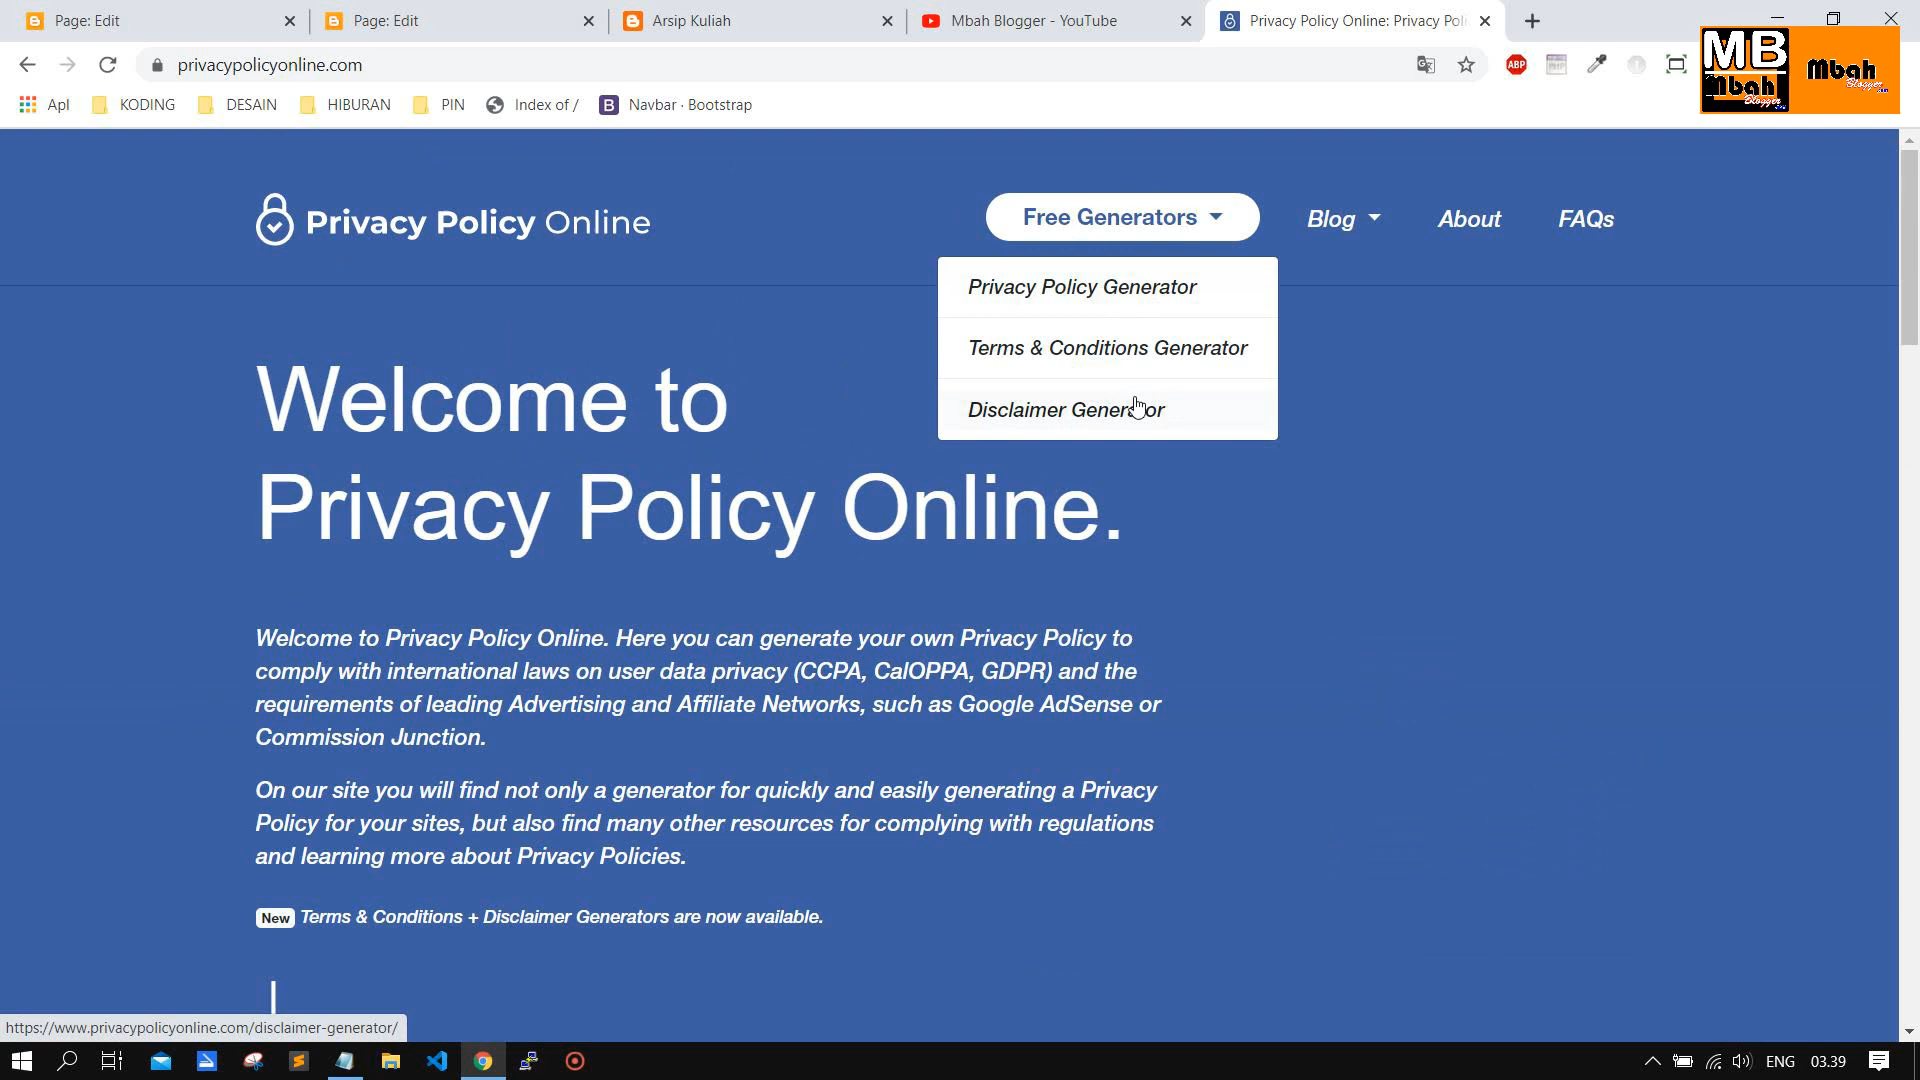 Page: Edit
Page: Edit
Arsip Kuliah
Mbah Blogger - YouTube
Privacy Policy Online: Privacy Poli
privacypolicyonline.com
ABP
MB
Mbah
Blogger
Mbah
Blogger
Apl
KODING
DESAIN
HIBURAN
PIN
Index of /
B
Navbar · Bootstrap
Privacy Policy Online
Free Generators
Blog
About
FAQs
Privacy Policy Generator
Terms & Conditions Generator
Disclaimer Generator
Welcome to
Privacy Policy Online.
Welcome to Privacy Policy Online. Here you can generate your own Privacy Policy to
comply with international laws on user data privacy (CCPA, CalOPPA, GDPR) and the
requirements of leading Advertising and Affiliate Networks, such as Google AdSense or
Commission Junction.
On our site you will find not only a generator for quickly and easily generating a Privacy
Policy for your sites, but also find many other resources for complying with regulations
and learning more about Privacy Policies.
New Terms & Conditions + Disclaimer Generators are now available.
https://www.privacypolicyonline.com/disclaimer-generator/
ENG
03.39